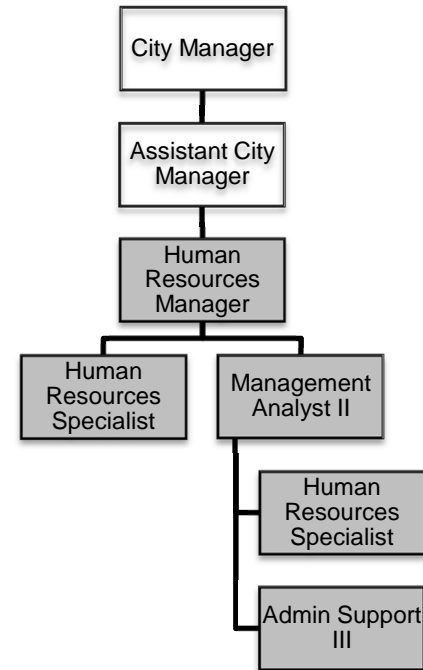 City Manager
Assistant City
Manager
Human
Resources
Manager
Human
Resources
Specialist
Management
Analyst II
Human
Resources
Specialist
Admin Support
III